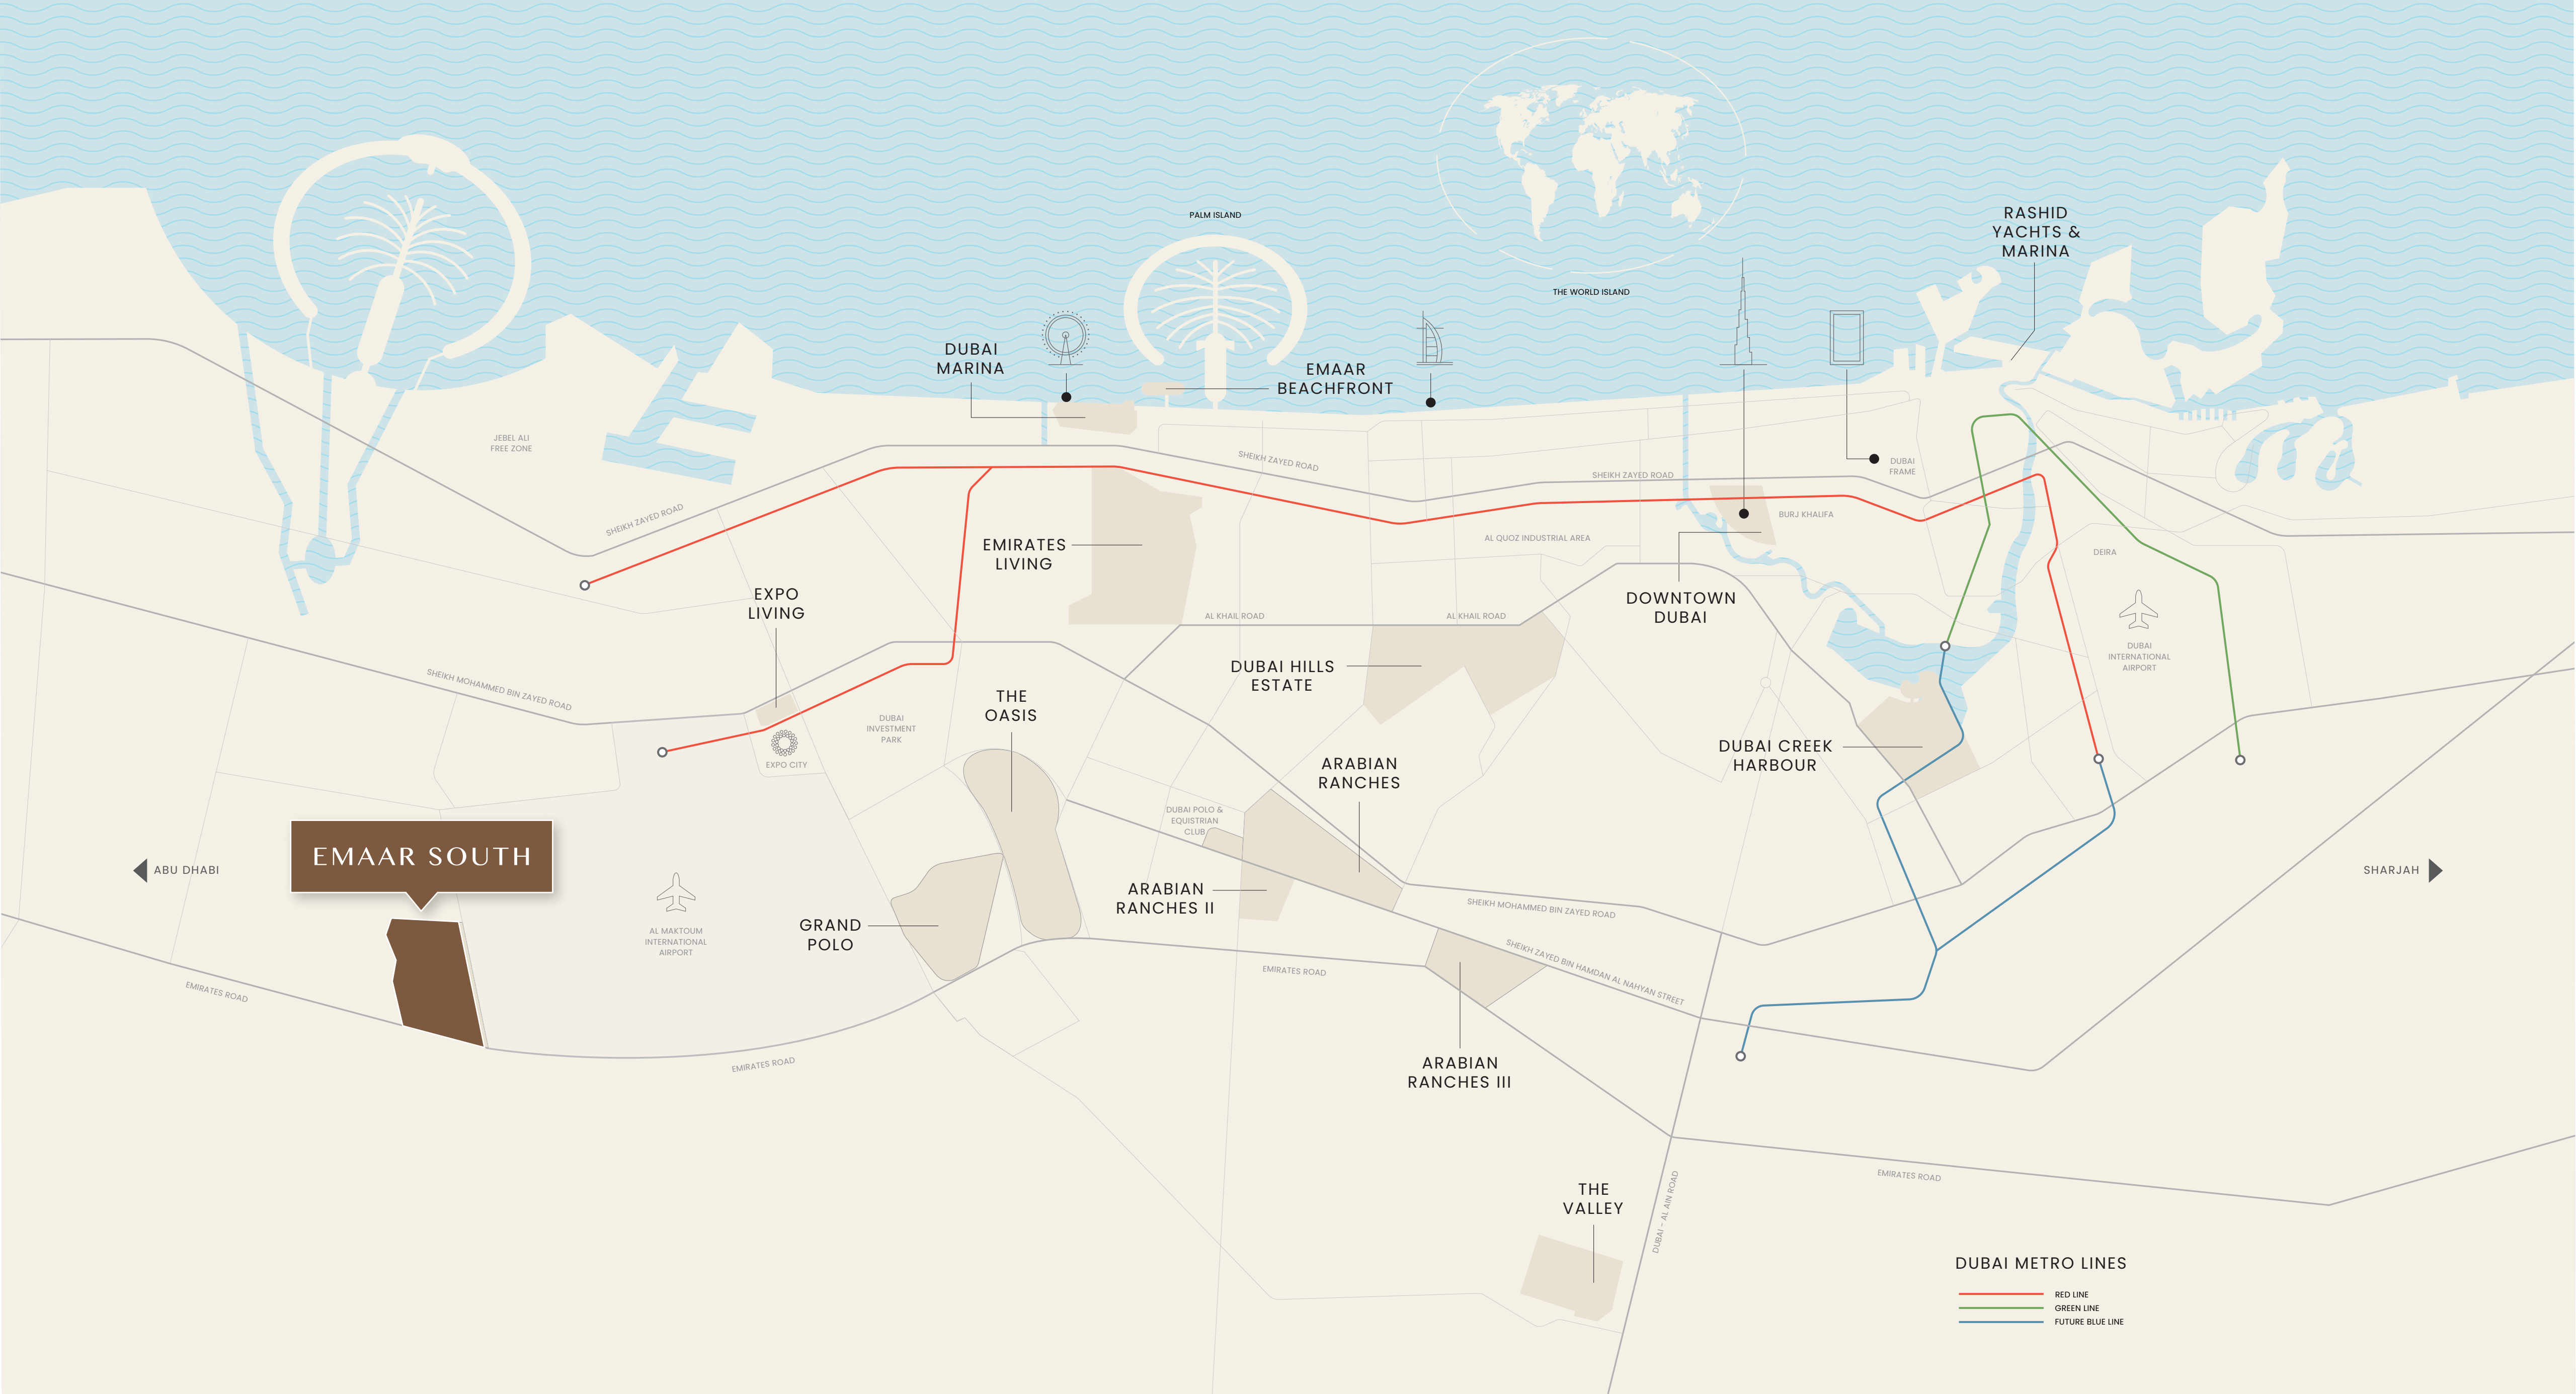 PALM ISLAND
THE WORLD ISLAND
RASHID
YACHTS &
MARINA
DUBAI
MARINA
EMAAR
BEACHFRONT
JEBEL ALI
FREE ZONE
SHEIKH ZAYED ROAD
SHEIKH ZAYED ROAD
SHEIKH ZAYED ROAD
DUBAI
FRAME
BURJ KHALIFA
AL QUOZ INDUSTRIAL AREA
DEIRA
EMIRATES
LIVING
EXPO
LIVING
DOWNTOWN
DUBAI
AL KHAIL ROAD
AL KHAIL ROAD
DUBAI
INTERNATIONAL
AIRPORT
DUBAI HILLS
ESTATE
SHEIKH MOHAMMED BIN ZAYED ROAD
THE
OASIS
DUBAI
INVESTMENT
PARK
EXPO CITY
DUBAI CREEK
HARBOUR
ARABIAN
RANCHES
DUBAI POLO &
EQUESTRIAN
CLUB
EMAAR SOUTH
ABU DHABI
SHARJAH
ARABIAN
RANCHES II
GRAND
POLO
AL MAKTOUM
INTERNATIONAL
AIRPORT
SHEIKH MOHAMMED BIN ZAYED ROAD
SHEIKH ZAYED BIN HAMDAN AL NAHYAN STREET
EMIRATES ROAD
EMIRATES ROAD
EMIRATES ROAD
ARABIAN
RANCHES III
EMIRATES ROAD
THE
VALLEY
DUBAI - AL AIN ROAD
DUBAI METRO LINES
RED LINE
GREEN LINE
FUTURE BLUE LINE